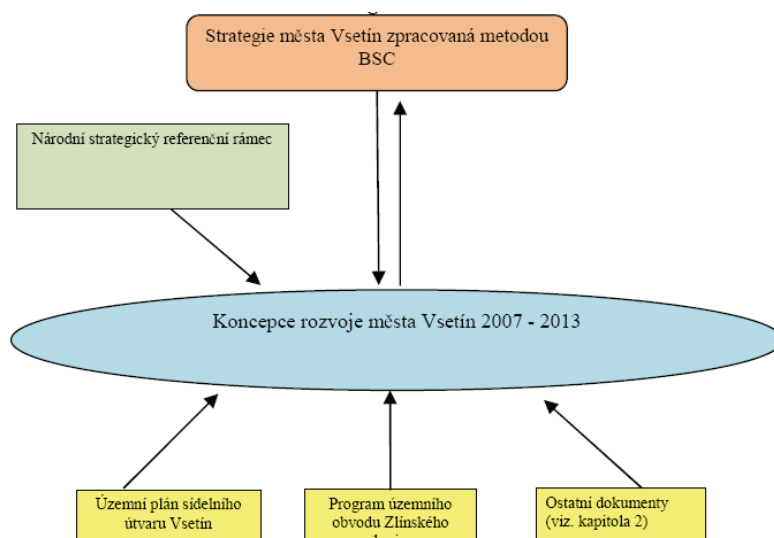 Strategie města Vsetín zpracovaná metodou
BSC
Národní strategický referenční rámec
Koncepce rozvoje města Vsetín 2007 - 2013
Územní plán sídelního
útvaru Vsetín
Program územního
obvodu Zlínského
Ostatní dokumenty
(viz. kapitola 2)